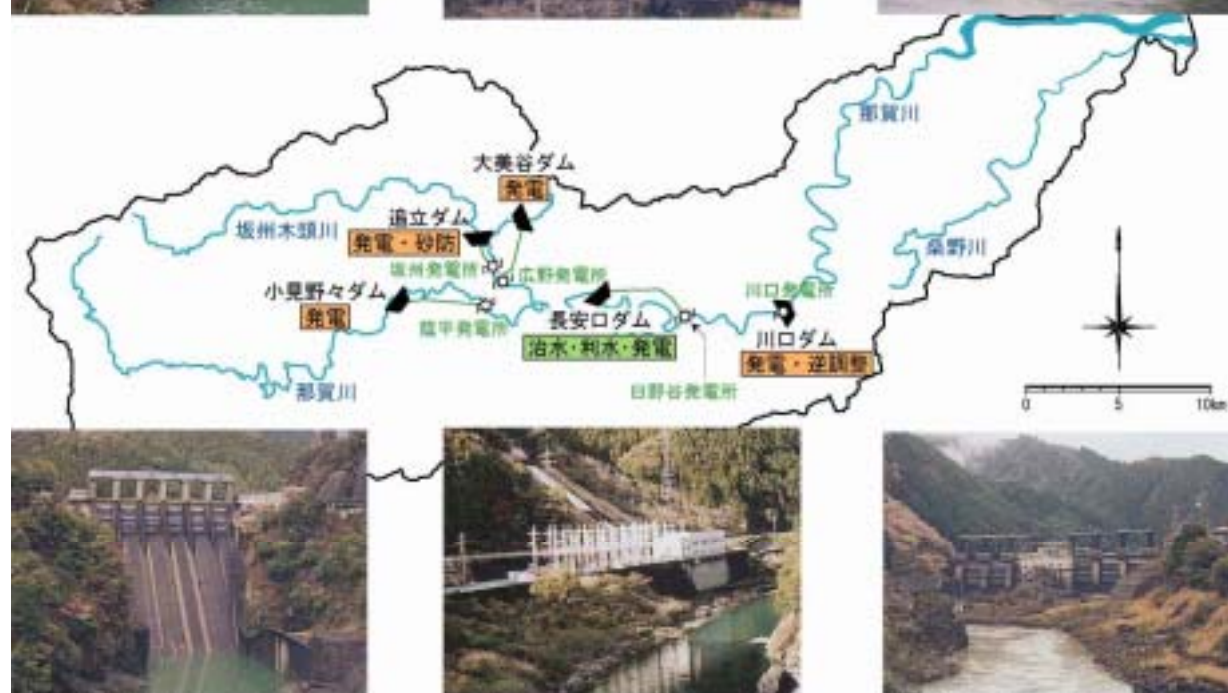 那賀川
大美谷ダム
発電
追立ダム
坂州木頭川
発電・砂防
桑野川
坂州発電所
広野発電所
小見野々ダム
川口発電所
発電
蔭平発電所
長安口ダム
川口ダム
治水・利水・発電
発電・逆調整
那賀川
日野谷発電所
0 5 10km